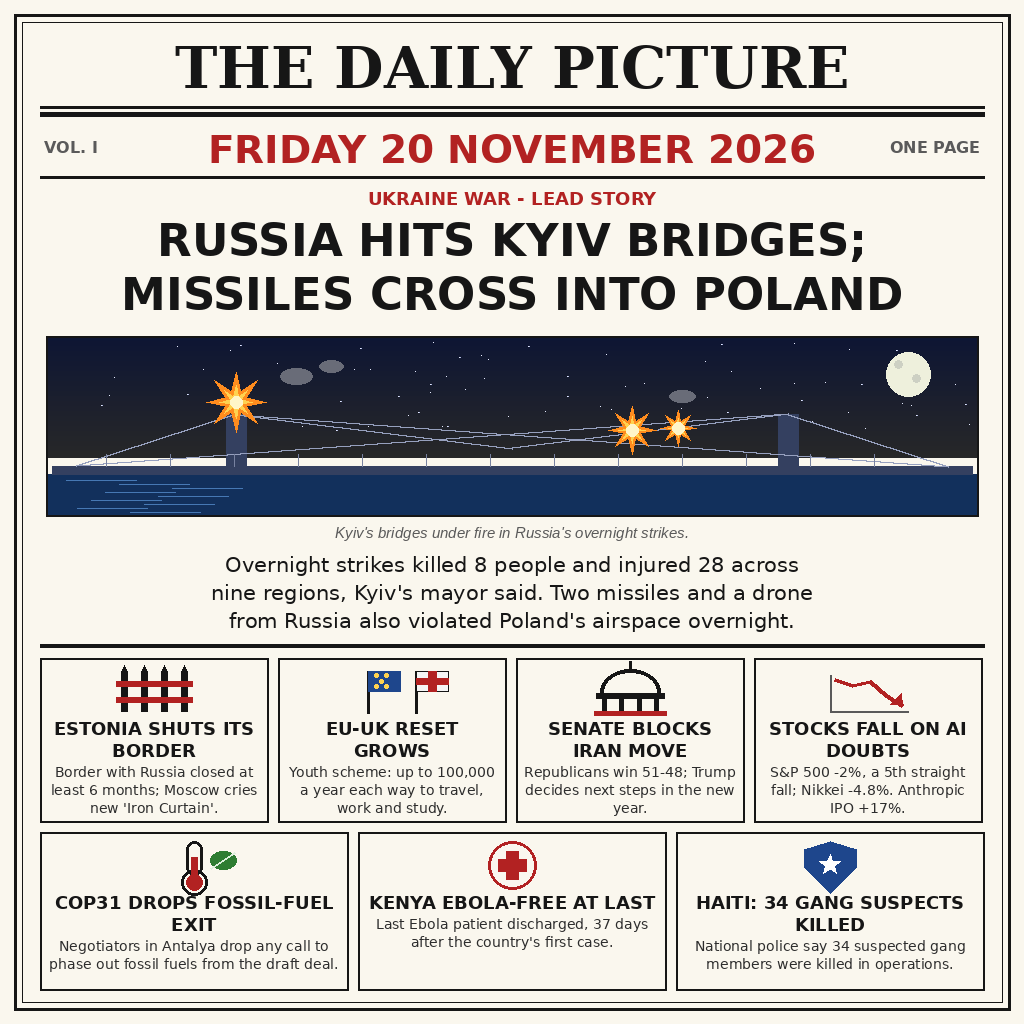 THE DAILY PICTURE
VOL. I
FRIDAY 20 NOVEMBER 2026
ONE PAGE
UKRAINE WAR - LEAD STORY
RUSSIA HITS KYIV BRIDGES;
MISSILES CROSS INTO POLAND
Kyiv's bridges under fire in Russia's overnight strikes.
Overnight strikes killed 8 people and injured 28 across
nine regions, Kyiv's mayor said. Two missiles and a drone
from Russia also violated Poland's airspace overnight.
ESTONIA SHUTS ITS
BORDER
Border with Russia closed at
least 6 months; Moscow cries
new 'Iron Curtain'.
EU-UK RESET
GROWS
Youth scheme: up to 100,000
a year each way to travel,
work and study.
SENATE BLOCKS
IRAN MOVE
Republicans win 51-48; Trump
decides next steps in the new
year.
STOCKS FALL ON AI
DOUBTS
S&P 500 -2%, a 5th straight
fall; Nikkei -4.8%. Anthropic
IPO +17%.
COP31 DROPS FOSSIL-FUEL
EXIT
Negotiators in Antalya drop any call to
phase out fossil fuels from the draft deal.
KENYA EBOLA-FREE AT LAST
Last Ebola patient discharged, 37 days
after the country's first case.
HAITI: 34 GANG SUSPECTS
KILLED
National police say 34 suspected gang
members were killed in operations.